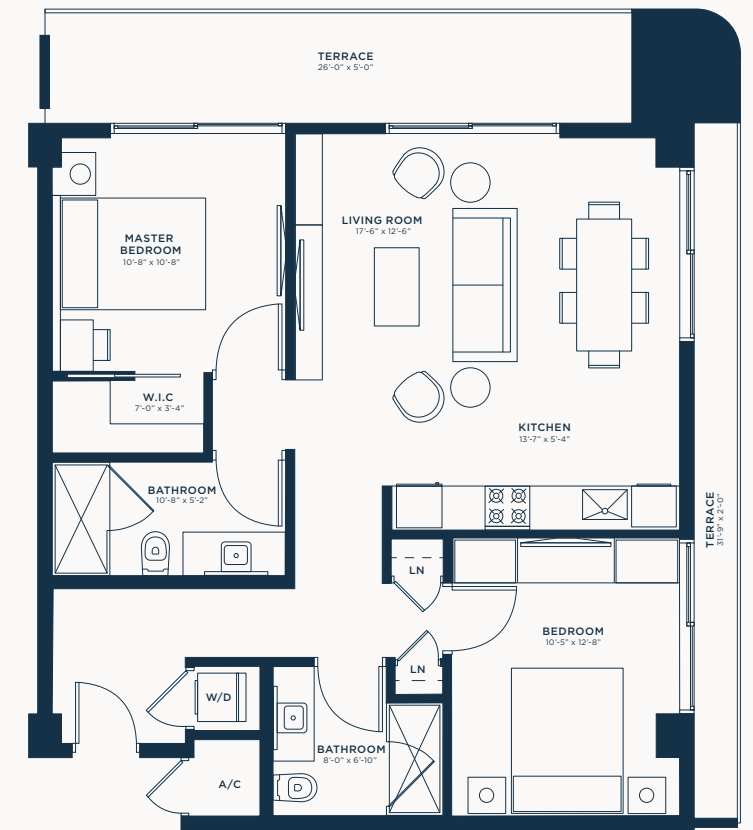 TERRACE
26'-0" x 5'-0"
LIVING ROOM
17'-6" x 12'-6"
MASTER
BEDROOM
10'-8" x 10'-8"
W.I.C
7'-0" x 3'-4"
KITCHEN
13'-7" x 5'-4"
BATHROOM
10'-8" x 5'-2"
TERRACE
31'-9" x 2'-0"
LN
BEDROOM
10'-5" x 12'-8"
LN
W/D
BATHROOM
8'-0" x 6'-10"
A/C